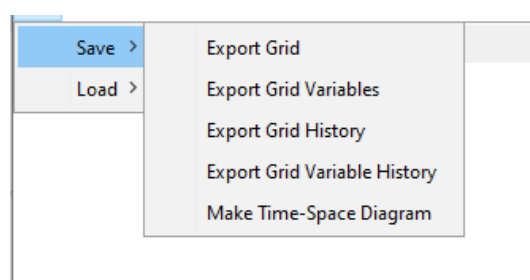 Save >
Load >
Export Grid
Export Grid Variables
Export Grid History
Export Grid Variable History
Make Time-Space Diagram